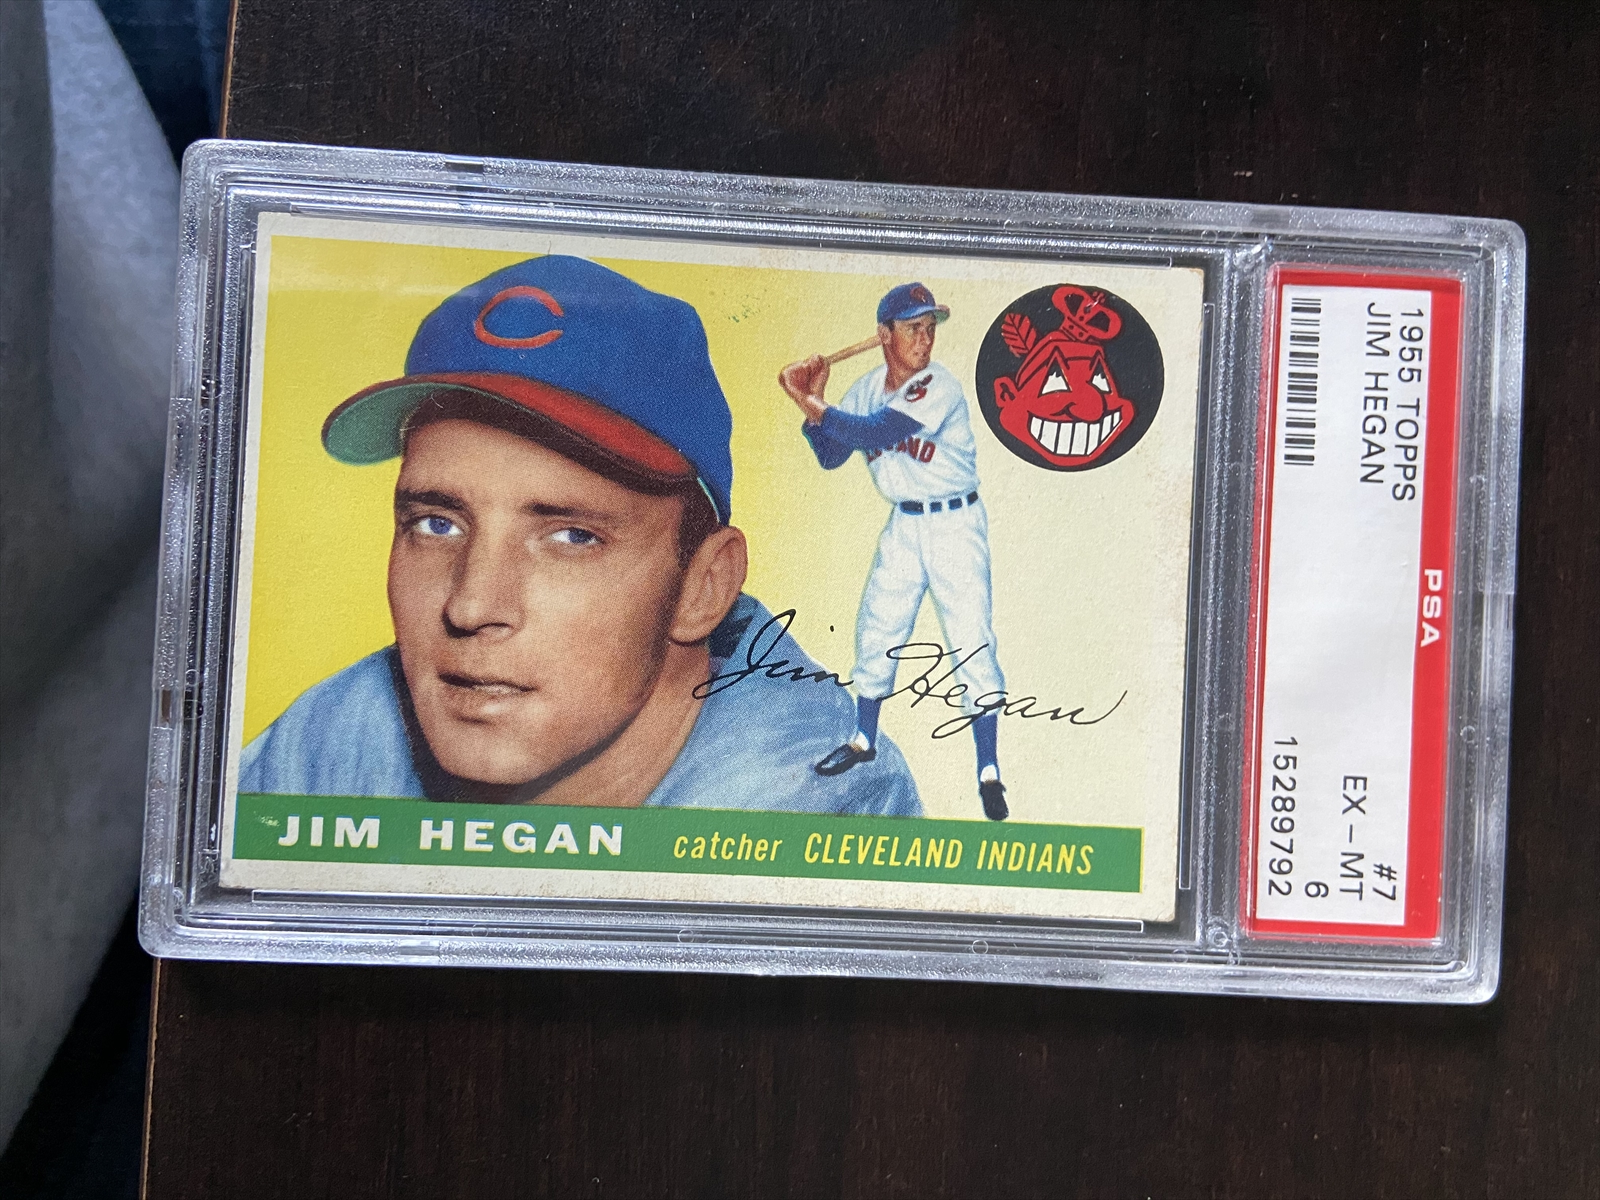 1955 TOPPS #7
JIM HEGAN EX-MT
6
15289792
PSA
C
Jim Hegan
JIM HEGAN catcher CLEVELAND INDIANS